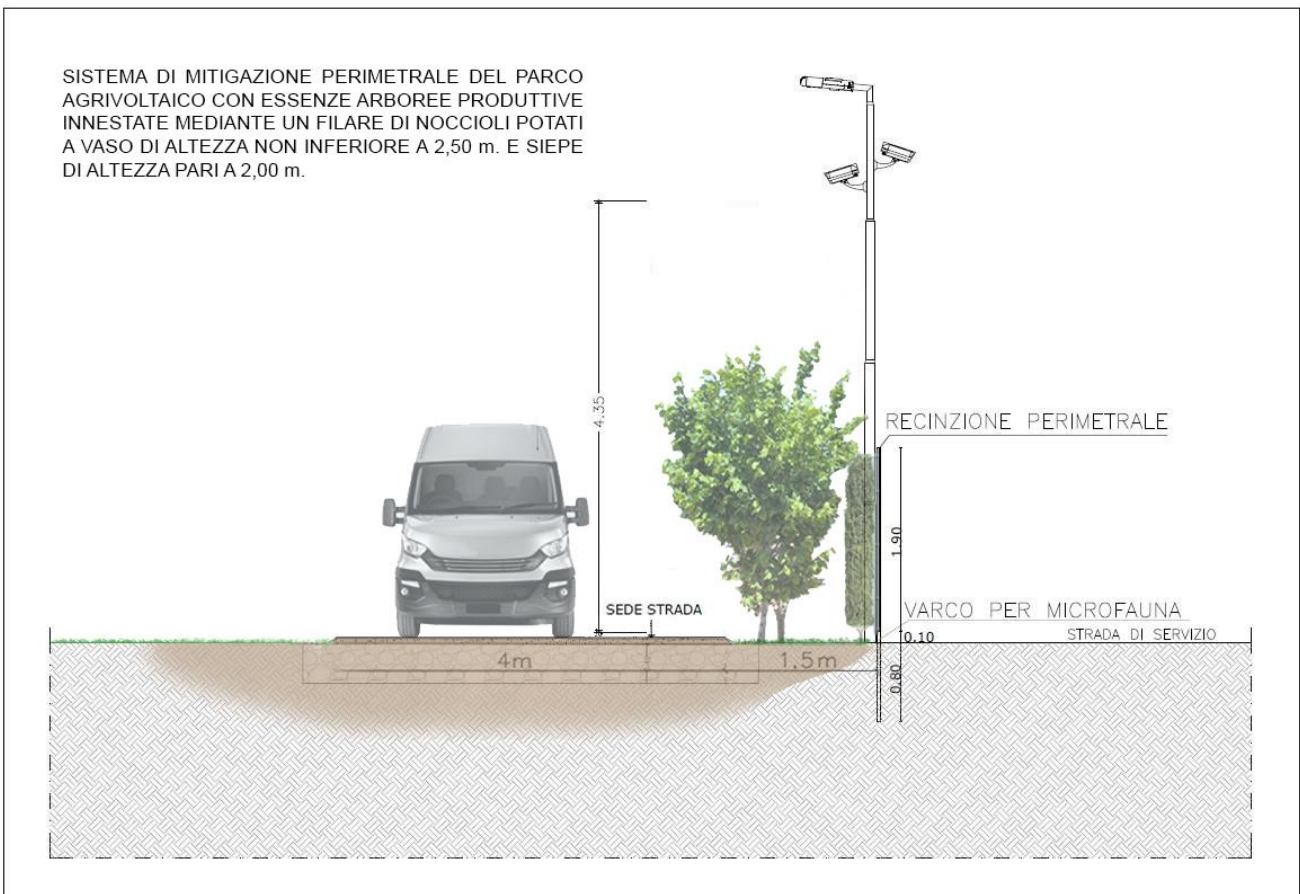 SISTEMA DI MITIGAZIONE PERIMETRALE DEL PARCO
AGRIVOLTAICO CON ESSENZE ARBOREE PRODUTTIVE
INNESTATE MEDIANTE UN FILARE DI NOCCIOLI POTATI
A VASO DI ALTEZZA NON INFERIORE A 2,50 m. E SIEPE
DI ALTEZZA PARI A 2,00 m.
4.35
RECINZIONE PERIMETRALE
1.90
SEDE STRADA
VARCO PER MICROFAUNA
0.10
STRADA DI SERVIZIO
4m
1.5m
0.80